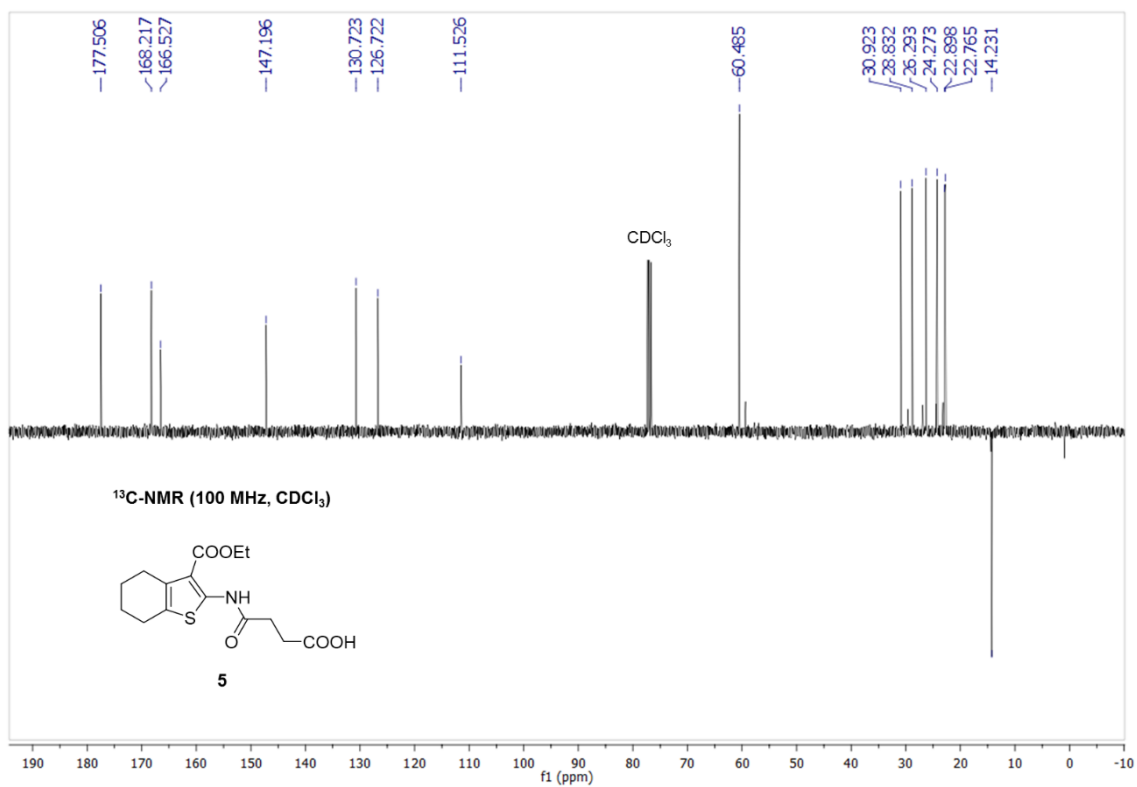 177.506
168.217
166.527
147.196
130.723
126.722
111.526
60.485
30.923
28.832
26.293
24.273
22.898
22.765
14.231
CDCl₃
¹³C-NMR (100 MHz, CDCl₃)
COOEt
NH
S
O
COOH
5
190 180 170 160 150 140 130 120 110 100 90 80 70 60 50 40 30 20 10 0 -10
f1 (ppm)